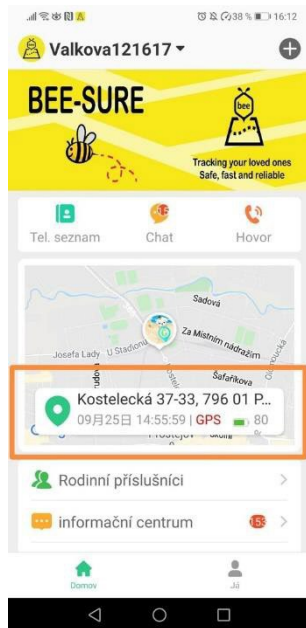 38 % 16:12
Valkova121617
BEE-SURE
bee
Tracking your loved ones
Safe, fast and reliable
Tel. seznam
Chat
Hovor
Sadová
Za Místním nádražím
Josefa Lady
U Stadionu
Šafaříkova
Olomoucká
Kostelecká 37-33, 796 01 P...
09月25日 14:55:59 | GPS 80
Rodinní příslušníci
informační centrum
153
Domov
Já